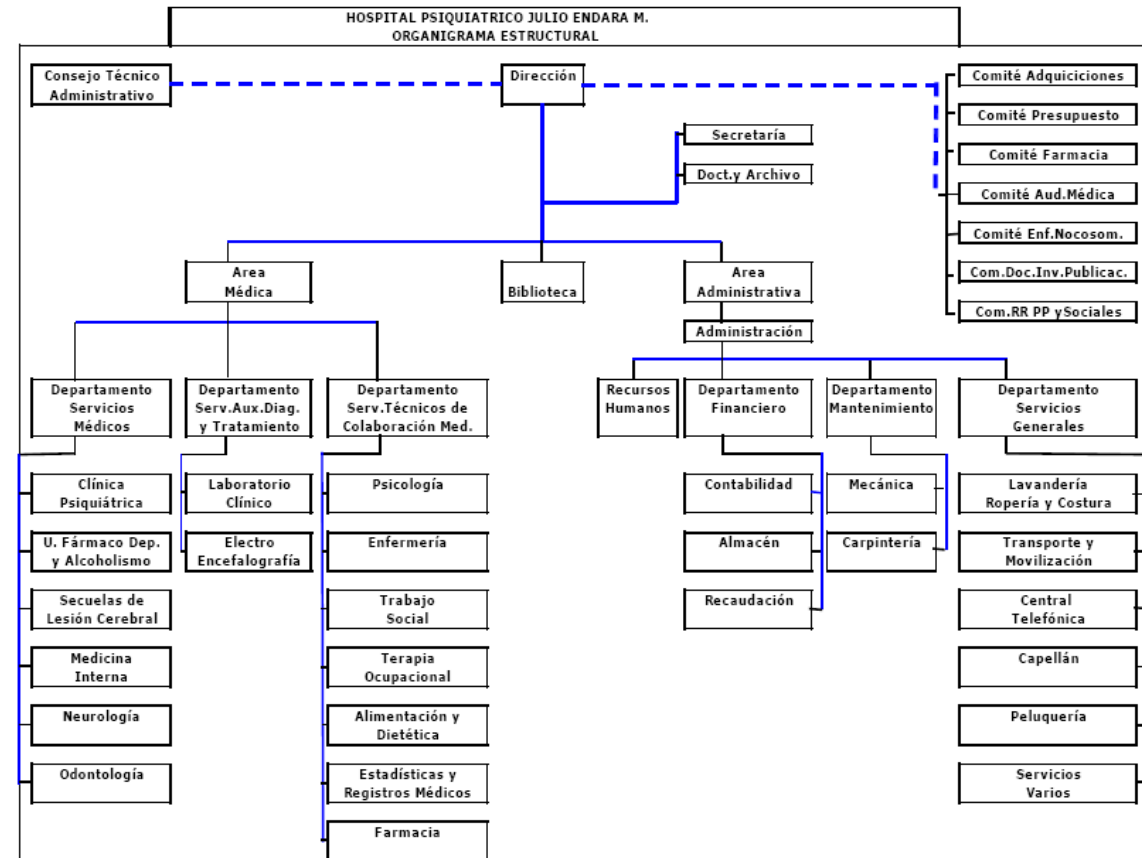 HOSPITAL PSIQUIATRICO JULIO ENDARA M.
ORGANIGRAMA ESTRUCTURAL
Consejo Técnico
Administrativo
Dirección
Secretaría
Doct.y Archivo
Comité Adquiciciones
Comité Presupuesto
Comité Farmacia
Comité Aud.Médica
Comité Enf.Nocosom.
Com.Doc.Inv.Publicac.
Com.RR PP ySociales
Area
Médica
Biblioteca
Area
Administrativa
Administración
Departamento
Servicios
Médicos
Departamento
Serv.Aux.Diag.
y Tratamiento
Departamento
Serv.Técnicos de
Colaboración Med.
Recursos
Humanos
Departamento
Financiero
Departamento
Mantenimiento
Departamento
Servicios
Generales
Clínica
Psiquiátrica
U. Fármaco Dep.
y Alcoholismo
Secuelas de
Lesión Cerebral
Medicina
Interna
Neurología
Odontología
Laboratorio
Clínico
Electro
Encefalografía
Psicología
Enfermería
Trabajo
Social
Terapia
Ocupacional
Alimentación y
Dietética
Estadísticas y
Registros Médicos
Farmacia
Contabilidad
Almacén
Recaudación
Mecánica
Carpintería
Lavandería
Ropería y Costura
Transporte y
Movilización
Central
Telefónica
Capellán
Peluquería
Servicios
Varios